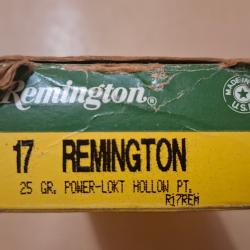 Remington®
MADE IN
U.S.A.
17 REMINGTON
25 GR. POWER-LOKT HOLLOW PT.
R17REM